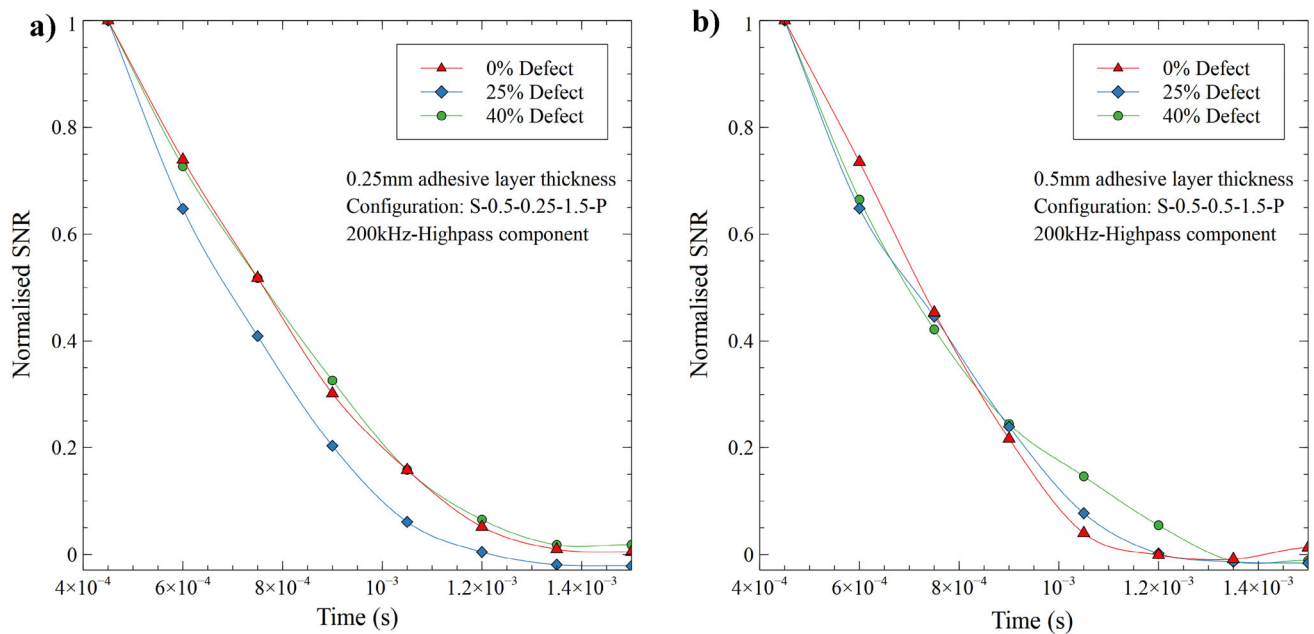 a)
Normalised SNR
1
0.8
0.6
0.4
0.2
0
0% Defect
25% Defect
40% Defect
0.25mm adhesive layer thickness
Configuration: S-0.5-0.25-1.5-P
200kHz-Highpass component
4×10⁻⁴ 6×10⁻⁴ 8×10⁻⁴ 10⁻³ 1.2×10⁻³ 1.4×10⁻³
Time (s)
b)
Normalised SNR
1
0.8
0.6
0.4
0.2
0
0% Defect
25% Defect
40% Defect
0.5mm adhesive layer thickness
Configuration: S-0.5-0.5-1.5-P
200kHz-Highpass component
4×10⁻⁴ 6×10⁻⁴ 8×10⁻⁴ 10⁻³ 1.2×10⁻³ 1.4×10⁻³
Time (s)